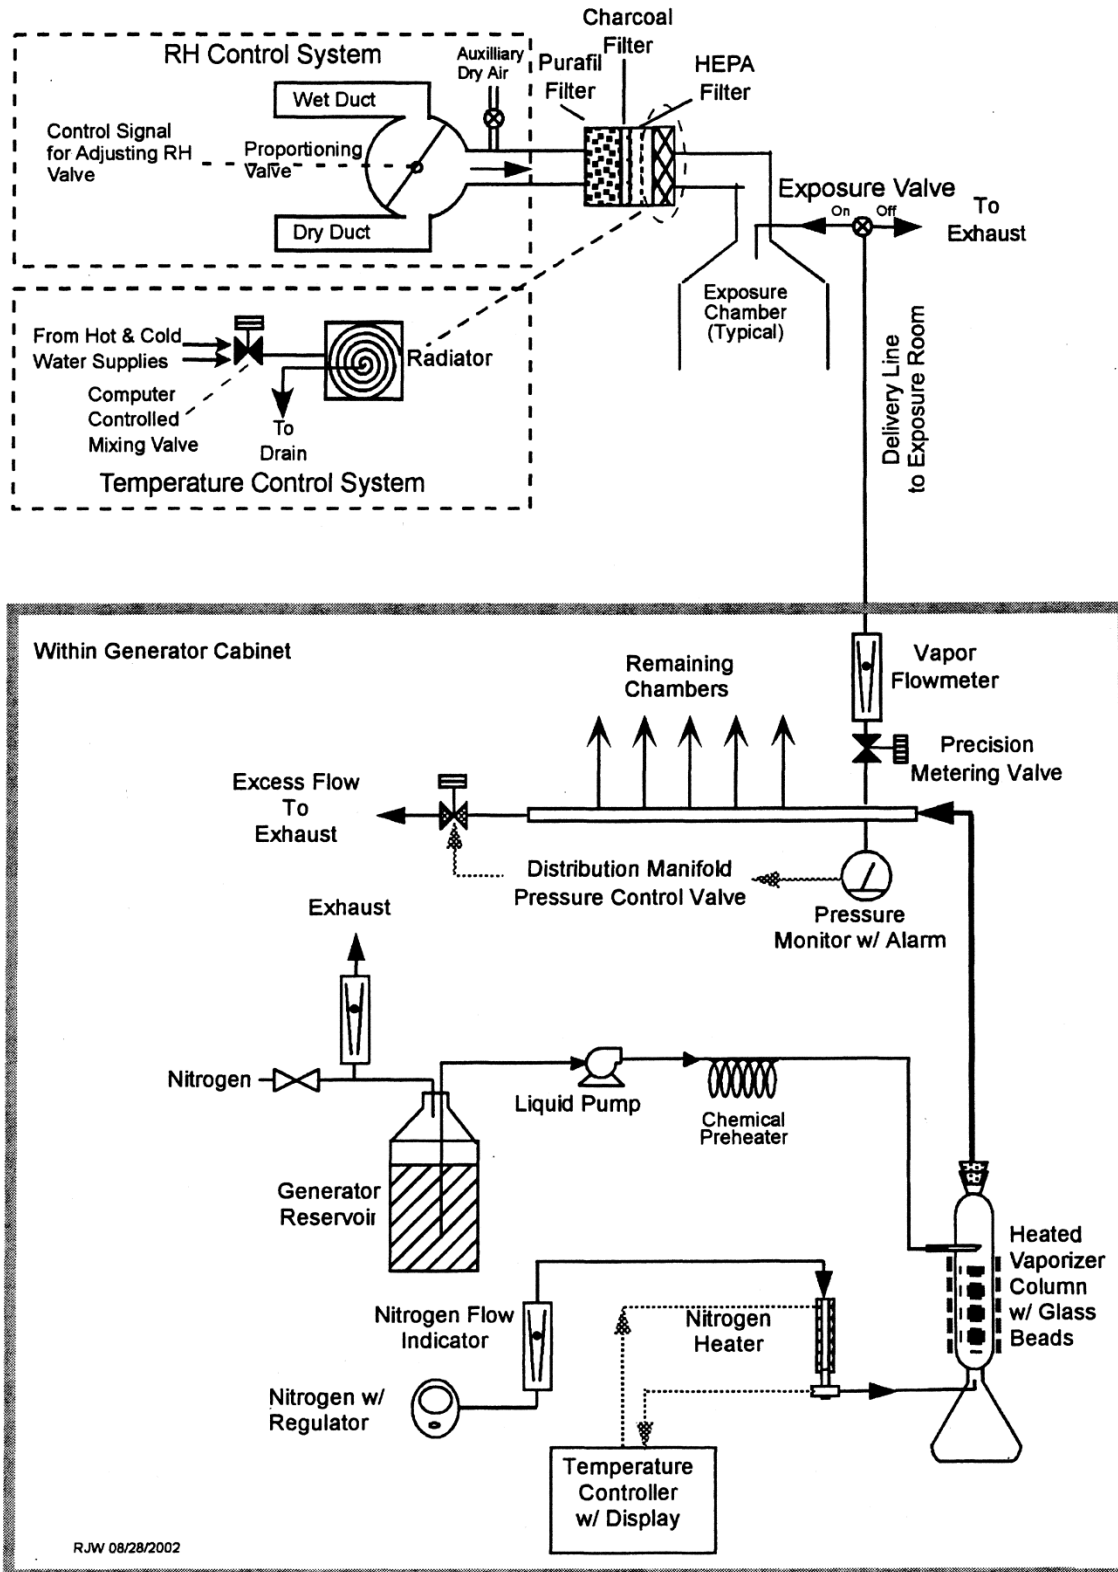 Charcoal
Filter
RH Control System
Auxilliary
Dry Air
Purafil
Filter
HEPA
Filter
Wet Duct
Control Signal
for Adjusting RH
Valve
Proportioning
Valve
Dry Duct
Exposure Valve
On
Off
To
Exhaust
Exposure
Chamber
(Typical)
From Hot & Cold
Water Supplies
Radiator
Computer
Controlled
Mixing Valve
To
Drain
Temperature Control System
Delivery Line
to Exposure Room
Within Generator Cabinet
Remaining
Chambers
Vapor
Flowmeter
Precision
Metering Valve
Excess Flow
To
Exhaust
Distribution Manifold
Pressure Control Valve
Pressure
Monitor w/ Alarm
Exhaust
Nitrogen
Liquid Pump
Chemical
Preheater
Generator
Reservoir
Heated
Vaporizer
Column
w/ Glass
Beads
Nitrogen Flow
Indicator
Nitrogen
Heater
Nitrogen w/
Regulator
Temperature
Controller
w/ Display
RJW 08/28/2002